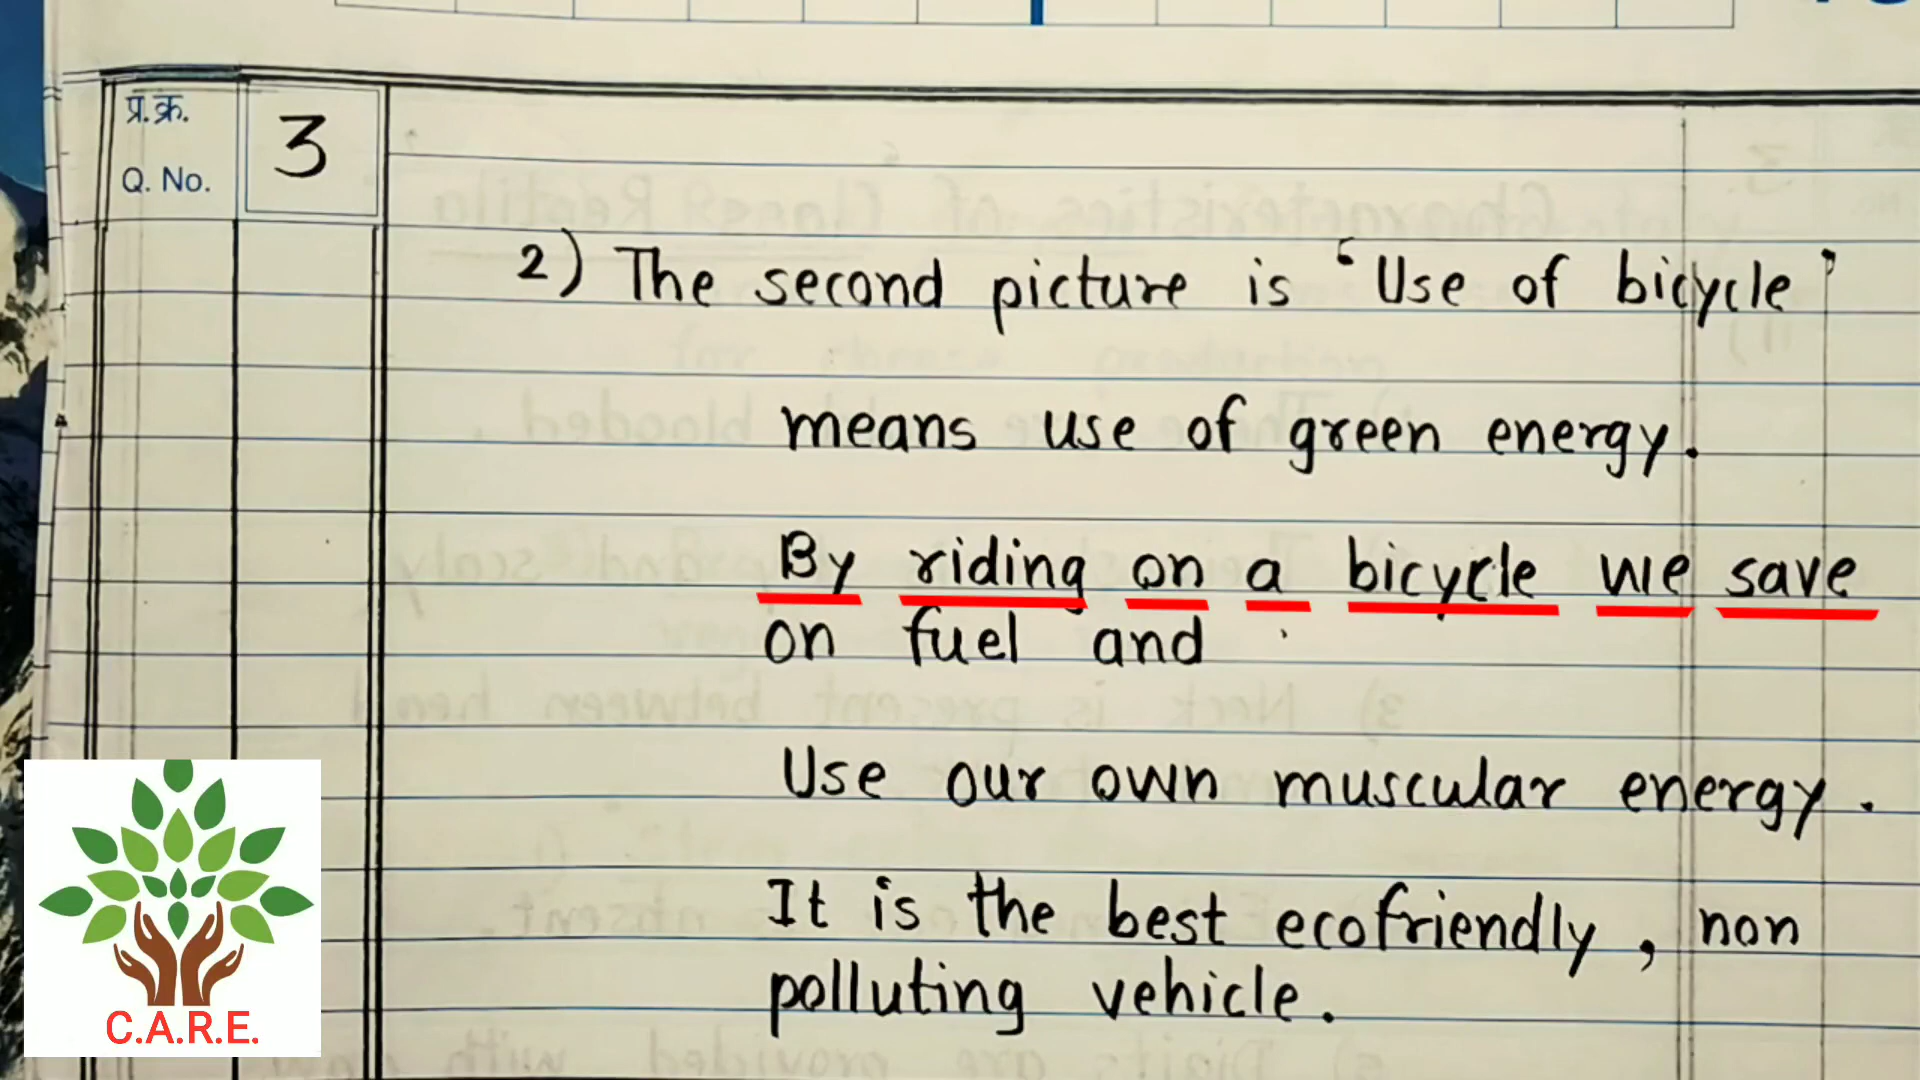 प्र.क्र.
Q. No.
3
2) The second picture is "Use of bicycle"
means use of green energy.
By riding on a bicycle we save
on fuel and
Use our own muscular energy.
It is the best ecofriendly, non
polluting vehicle.
C.A.R.E.